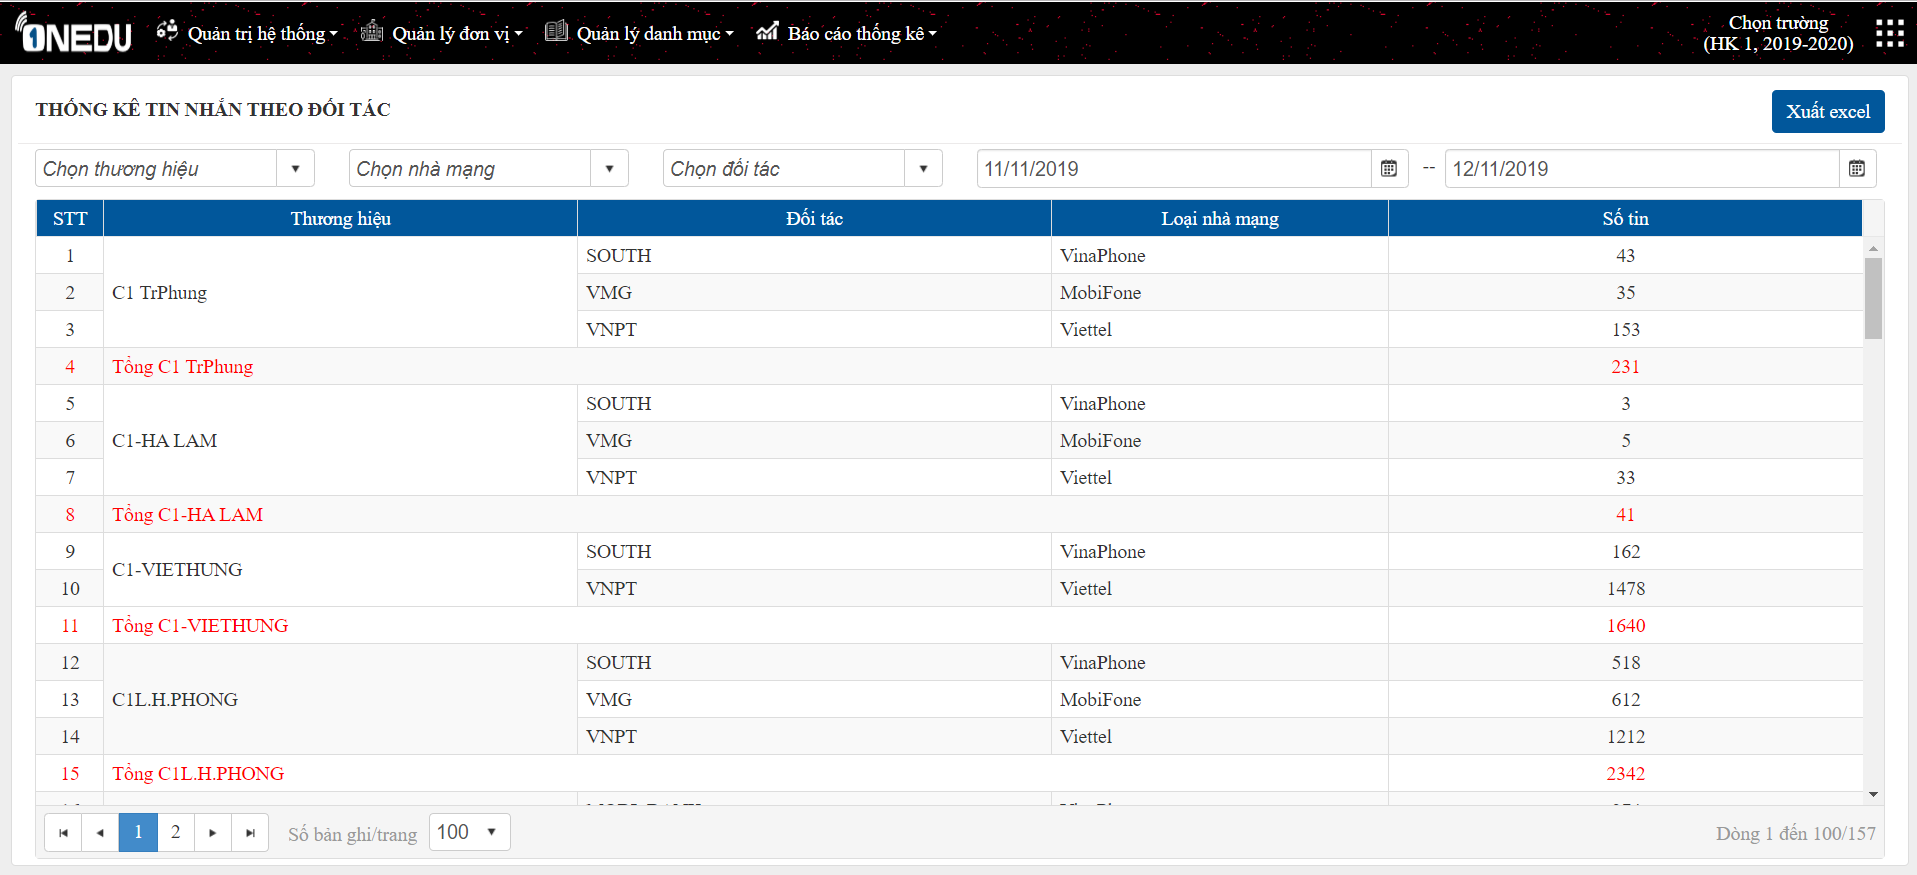 1NEDU
Quản trị hệ thống
Quản lý đơn vị
Quản lý danh mục
Báo cáo thống kê
Chọn trường
(HK 1, 2019-2020)
THỐNG KÊ TIN NHẮN THEO ĐỐI TÁC
Xuất excel
Chọn thương hiệu
Chọn nhà mạng
Chọn đối tác
11/11/2019
--
12/11/2019
STT Thương hiệu Đối tác Loại nhà mạng Số tin
1 SOUTH VinaPhone 43
2 C1 TrPhung VMG MobiFone 35
3 VNPT Viettel 153
4 Tổng C1 TrPhung 231
5 SOUTH VinaPhone 3
6 C1-HA LAM VMG MobiFone 5
7 VNPT Viettel 33
8 Tổng C1-HA LAM 41
9 C1-VIETHUNG SOUTH VinaPhone 162
10 VNPT Viettel 1478
11 Tổng C1-VIETHUNG 1640
12 SOUTH VinaPhone 518
13 C1L.H.PHONG VMG MobiFone 612
14 VNPT Viettel 1212
15 Tổng C1L.H.PHONG 2342
1 2 Số bản ghi/trang 100 Dòng 1 đến 100/157